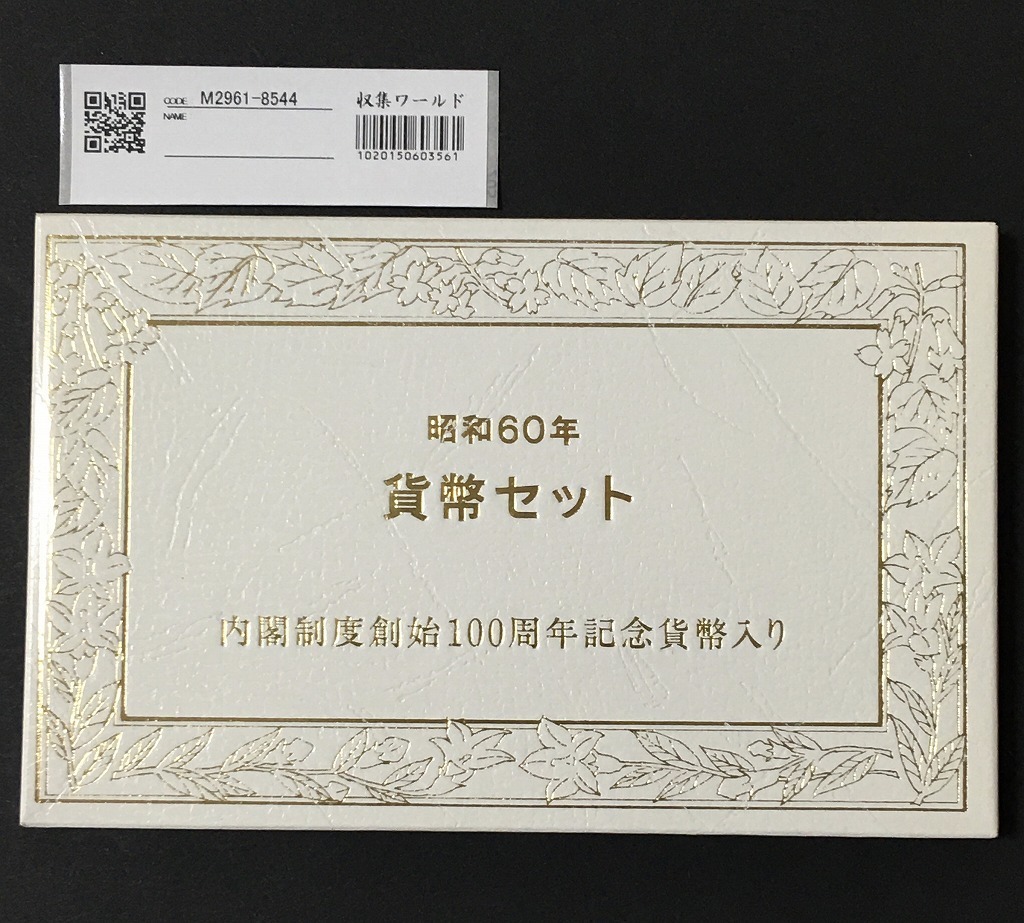 CODE M2961-8544
NAME
収集ワールド
1020150603561
昭和60年
貨幣セット
内閣制度創始100周年記念貨幣入り